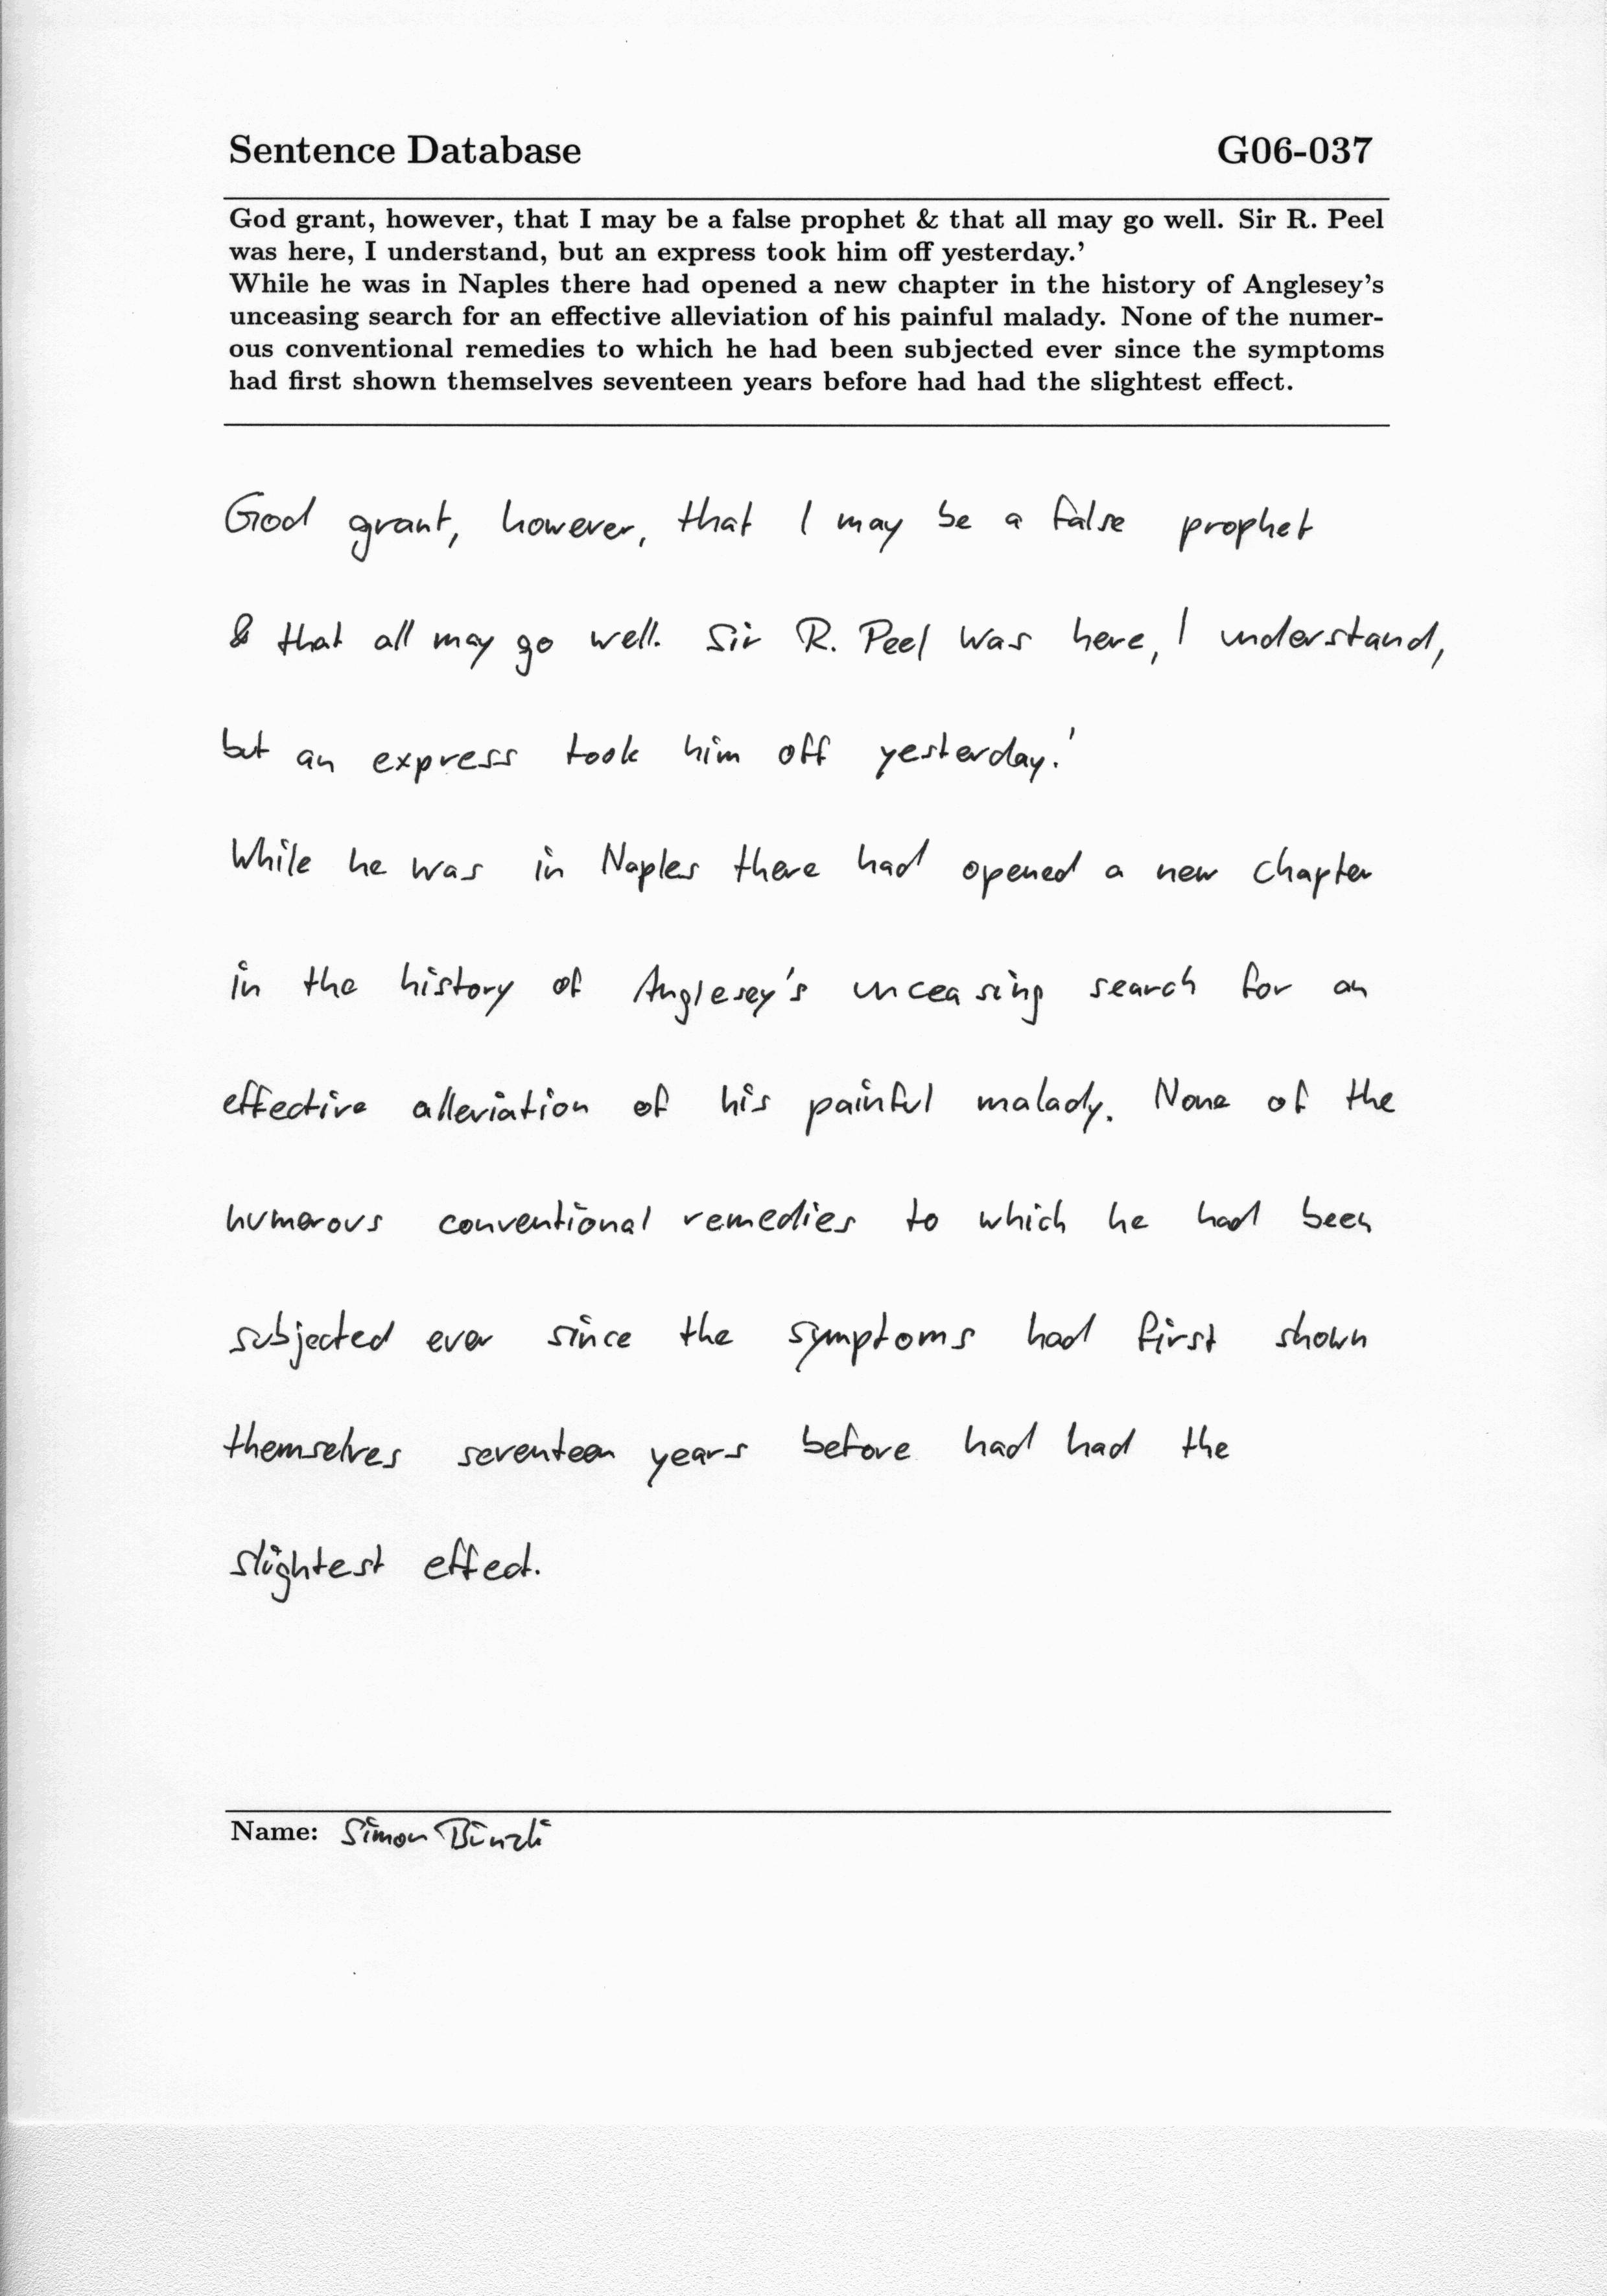 Sentence Database G06-037
God grant, however, that I may be a false prophet & that all may go well. Sir R. Peel
was here, I understand, but an express took him off yesterday.’
While he was in Naples there had opened a new chapter in the history of Anglesey’s
unceasing search for an effective alleviation of his painful malady. None of the numer-
ous conventional remedies to which he had been subjected ever since the symptoms
had first shown themselves seventeen years before had had the slightest effect.
God grant, however, that I may be a false prophet
& that all may go well. Sir R. Peel was here, I understand,
but an express took him off yesterday.'
While he was in Naples there had opened a new chapter
in the history of Anglesey's unceasing search for an
effective alleviation of his painful malady. None of the
numerous conventional remedies to which he had been
subjected ever since the symptoms had first shown
themselves seventeen years before had had the
slightest effect.
Name: Simon Bünzli